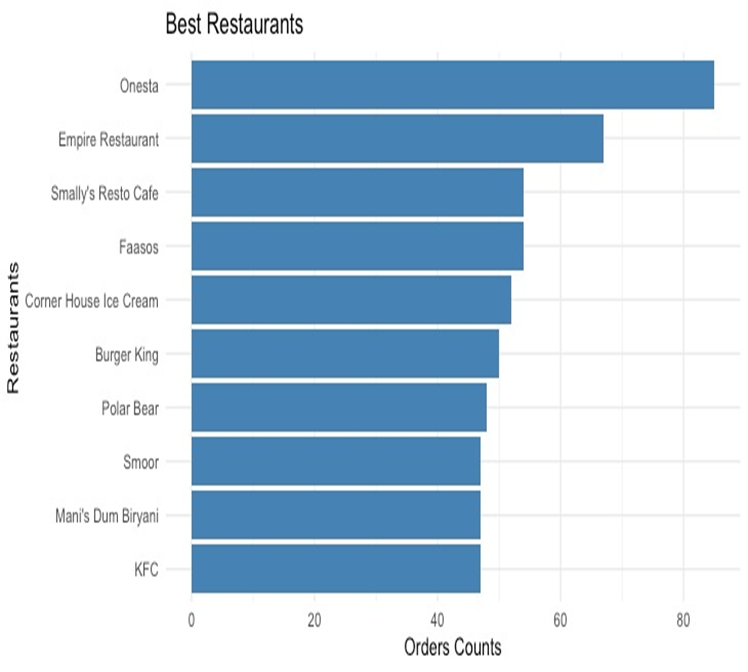 Best Restaurants
Onesta
Empire Restaurant
Smally's Resto Cafe
Faasos
Corner House Ice Cream
Burger King
Polar Bear
Smoor
Mani's Dum Biryani
KFC
Restaurants
0 20 40 60 80
Orders Counts